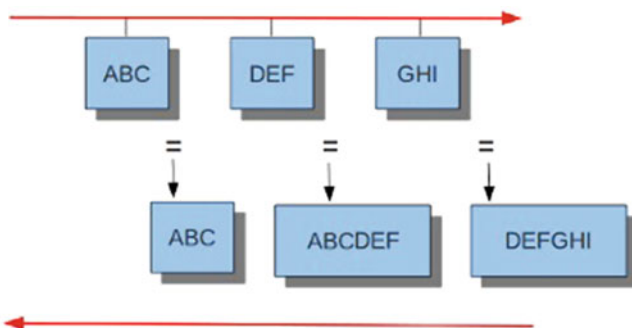 ABC DEF GHI
= = =
ABC ABCDEF DEFGHI